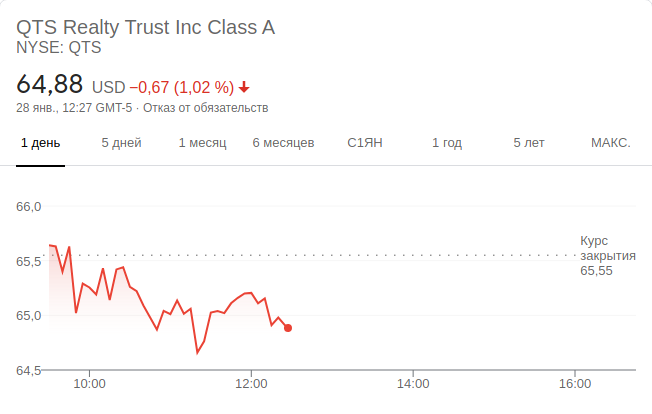 QTS Realty Trust Inc Class A
NYSE: QTS
64,88 USD −0,67 (1,02 %)
28 янв., 12:27 GMT-5 · Отказ от обязательств
1 день 5 дней 1 месяц 6 месяцев С1ЯН 1 год 5 лет МАКС.
66,0
65,5
65,0
64,5
Курс
закрытия
65,55
10:00 12:00 14:00 16:00